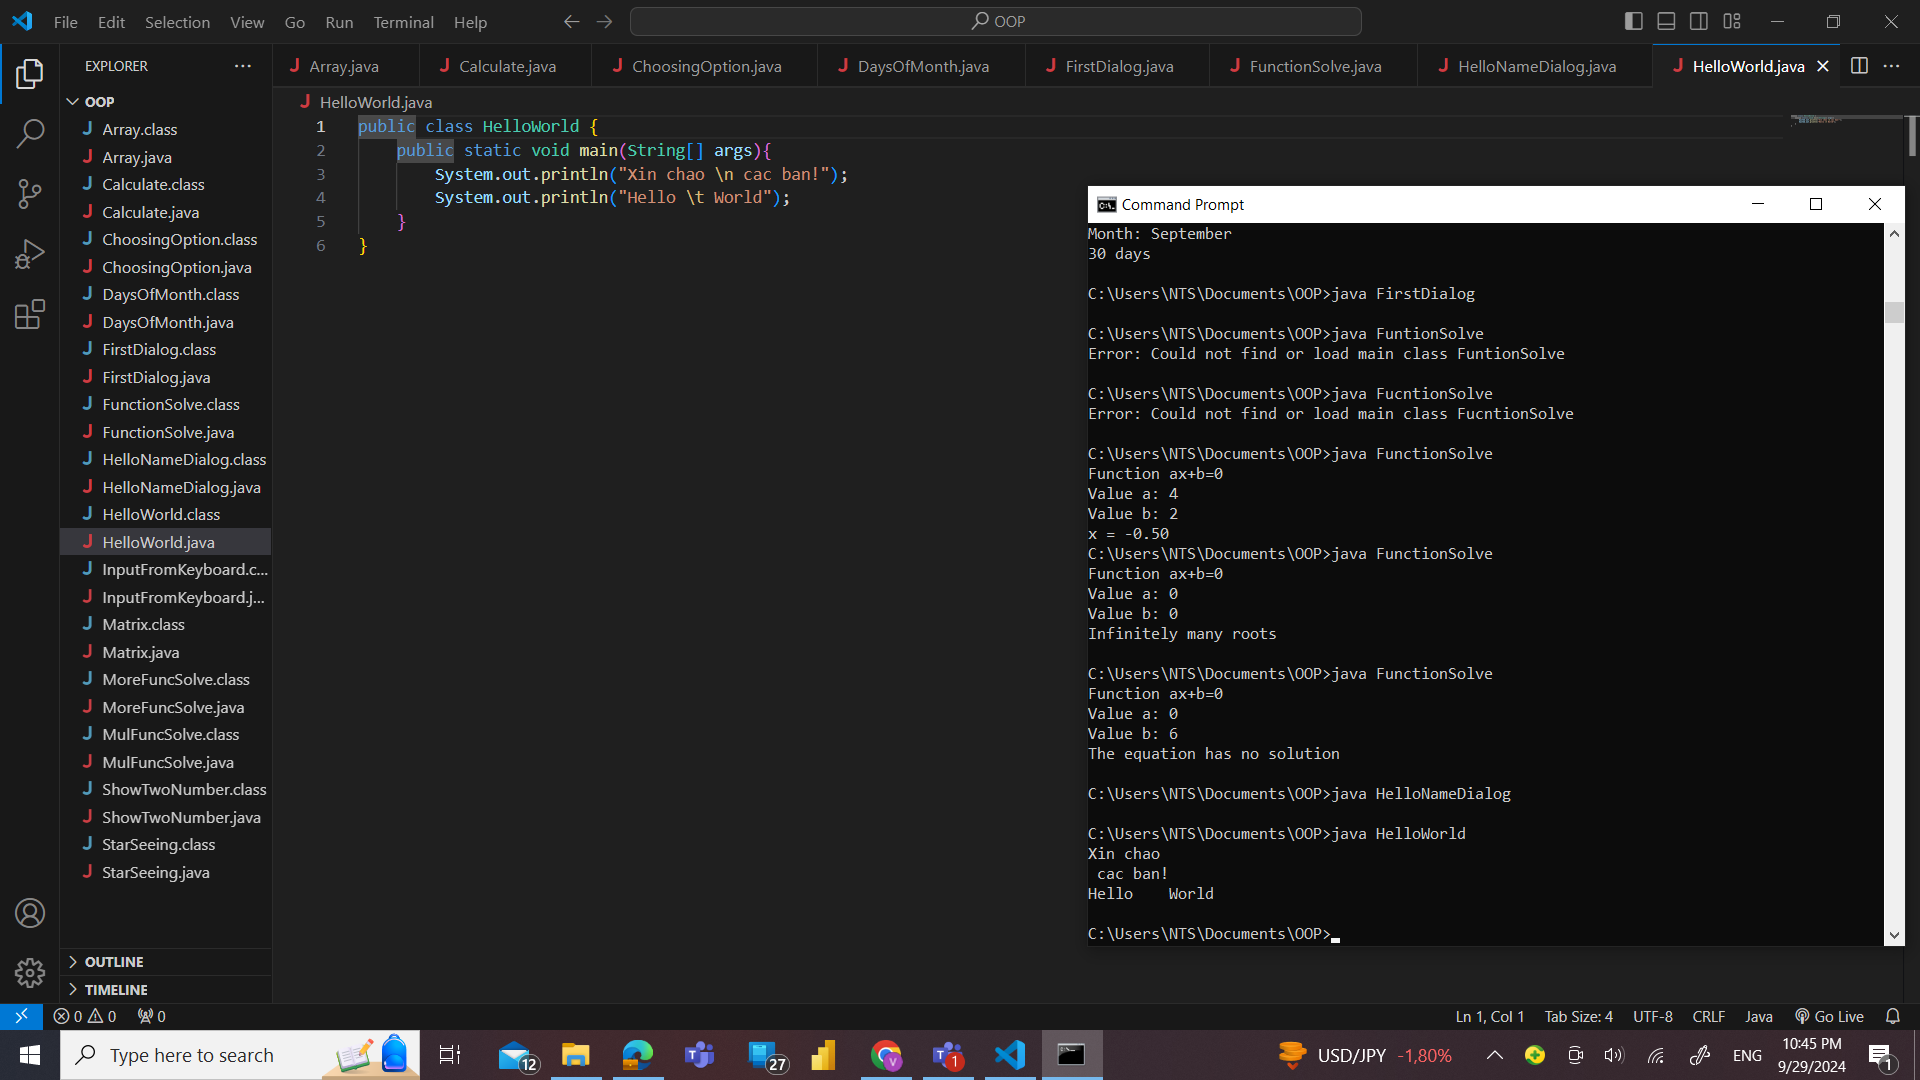 File Edit Selection View Go Run Terminal Help
OOP
EXPLORER
Array.java
Calculate.java
ChoosingOption.java
DaysOfMonth.java
FirstDialog.java
FunctionSolve.java
HelloNameDialog.java
HelloWorld.java
OOP
Array.class
Array.java
Calculate.class
Calculate.java
ChoosingOption.class
ChoosingOption.java
DaysOfMonth.class
DaysOfMonth.java
FirstDialog.class
FirstDialog.java
FunctionSolve.class
FunctionSolve.java
HelloNameDialog.class
HelloNameDialog.java
HelloWorld.class
HelloWorld.java
InputFromKeyboard.c...
InputFromKeyboard.j...
Matrix.class
Matrix.java
MoreFuncSolve.class
MoreFuncSolve.java
MulFuncSolve.class
MulFuncSolve.java
ShowTwoNumber.class
ShowTwoNumber.java
StarSeeing.class
StarSeeing.java
OUTLINE
TIMELINE
HelloWorld.java
1 public class HelloWorld {
2 public static void main(String[] args){
3 System.out.println("Xin chao \n cac ban!");
4 System.out.println("Hello \t World");
5 }
6 }
Command Prompt
Month: September
30 days
C:\Users\NTS\Documents\OOP>java FirstDialog
C:\Users\NTS\Documents\OOP>java FuntionSolve
Error: Could not find or load main class FuntionSolve
C:\Users\NTS\Documents\OOP>java FucntionSolve
Error: Could not find or load main class FucntionSolve
C:\Users\NTS\Documents\OOP>java FunctionSolve
Function ax+b=0
Value a: 4
Value b: 2
x = -0.50
C:\Users\NTS\Documents\OOP>java FunctionSolve
Function ax+b=0
Value a: 0
Value b: 0
Infinitely many roots
C:\Users\NTS\Documents\OOP>java FunctionSolve
Function ax+b=0
Value a: 0
Value b: 6
The equation has no solution
C:\Users\NTS\Documents\OOP>java HelloNameDialog
C:\Users\NTS\Documents\OOP>java HelloWorld
Xin chao
 cac ban!
Hello World
C:\Users\NTS\Documents\OOP>
0 0 0
Ln 1, Col 1 Tab Size: 4 UTF-8 CRLF Java Go Live
Type here to search
12
27
1
USD/JPY -1,80%
ENG
10:45 PM
9/29/2024
1